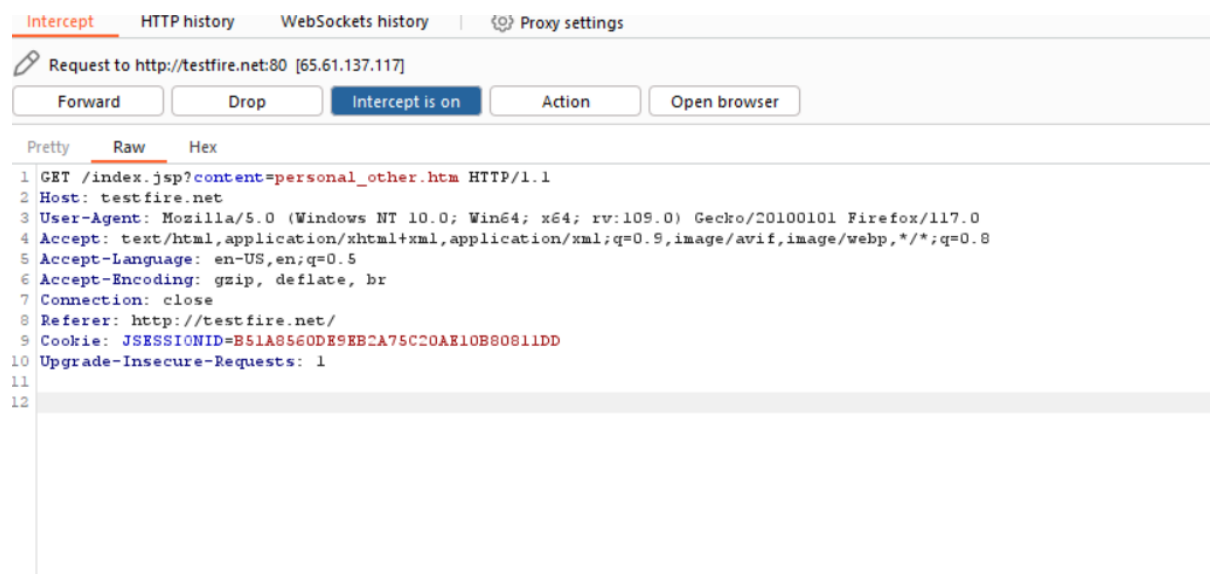 Intercept HTTP history WebSockets history Proxy settings
Request to http://testfire.net:80 [65.61.137.117]
Forward Drop Intercept is on Action Open browser
Pretty Raw Hex
1 GET /index.jsp?content=personal_other.htm HTTP/1.1
2 Host: testfire.net
3 User-Agent: Mozilla/5.0 (Windows NT 10.0; Win64; x64; rv:109.0) Gecko/20100101 Firefox/117.0
4 Accept: text/html,application/xhtml+xml,application/xml;q=0.9,image/avif,image/webp,*/*;q=0.8
5 Accept-Language: en-US,en;q=0.5
6 Accept-Encoding: gzip, deflate, br
7 Connection: close
8 Referer: http://testfire.net/
9 Cookie: JSESSIONID=B51A8560DE9EB2A75C20AE10B80811DD
10 Upgrade-Insecure-Requests: 1
11
12